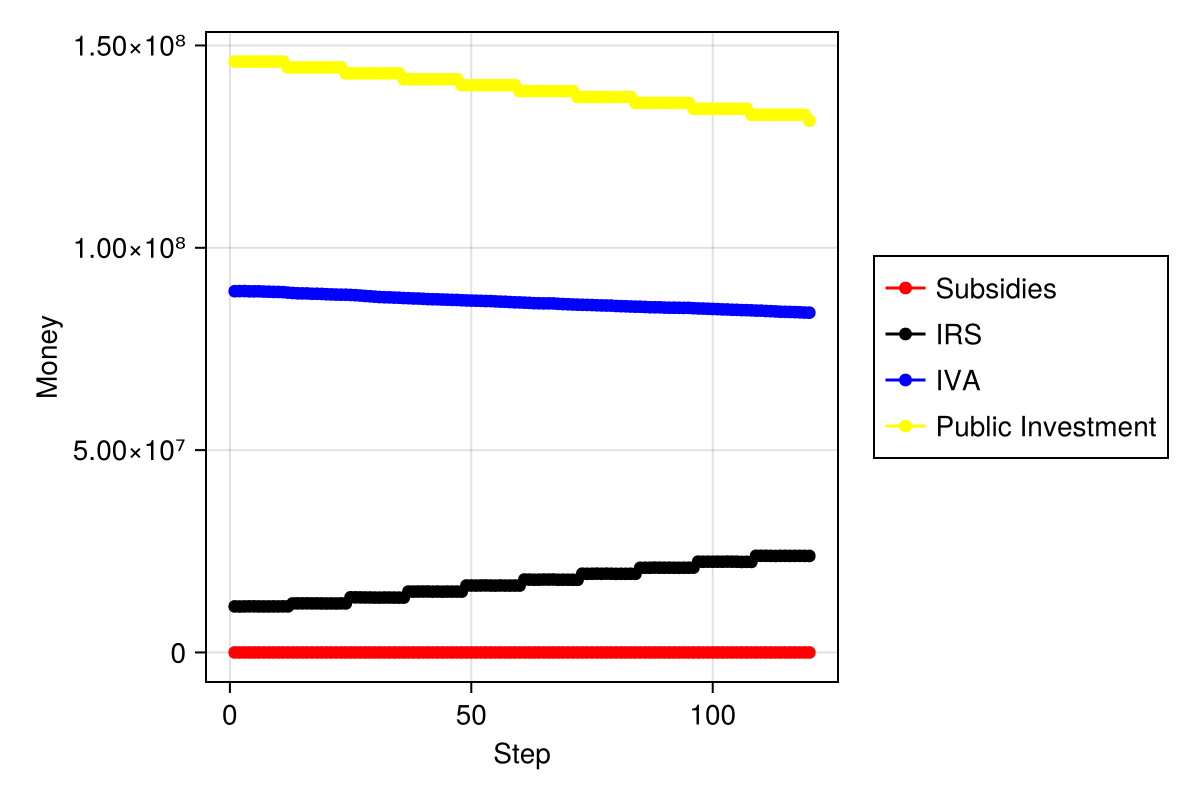 1.50×10⁸
1.00×10⁸
5.00×10⁷
0
Money
0 50 100
Step
Subsidies
IRS
IVA
Public Investment